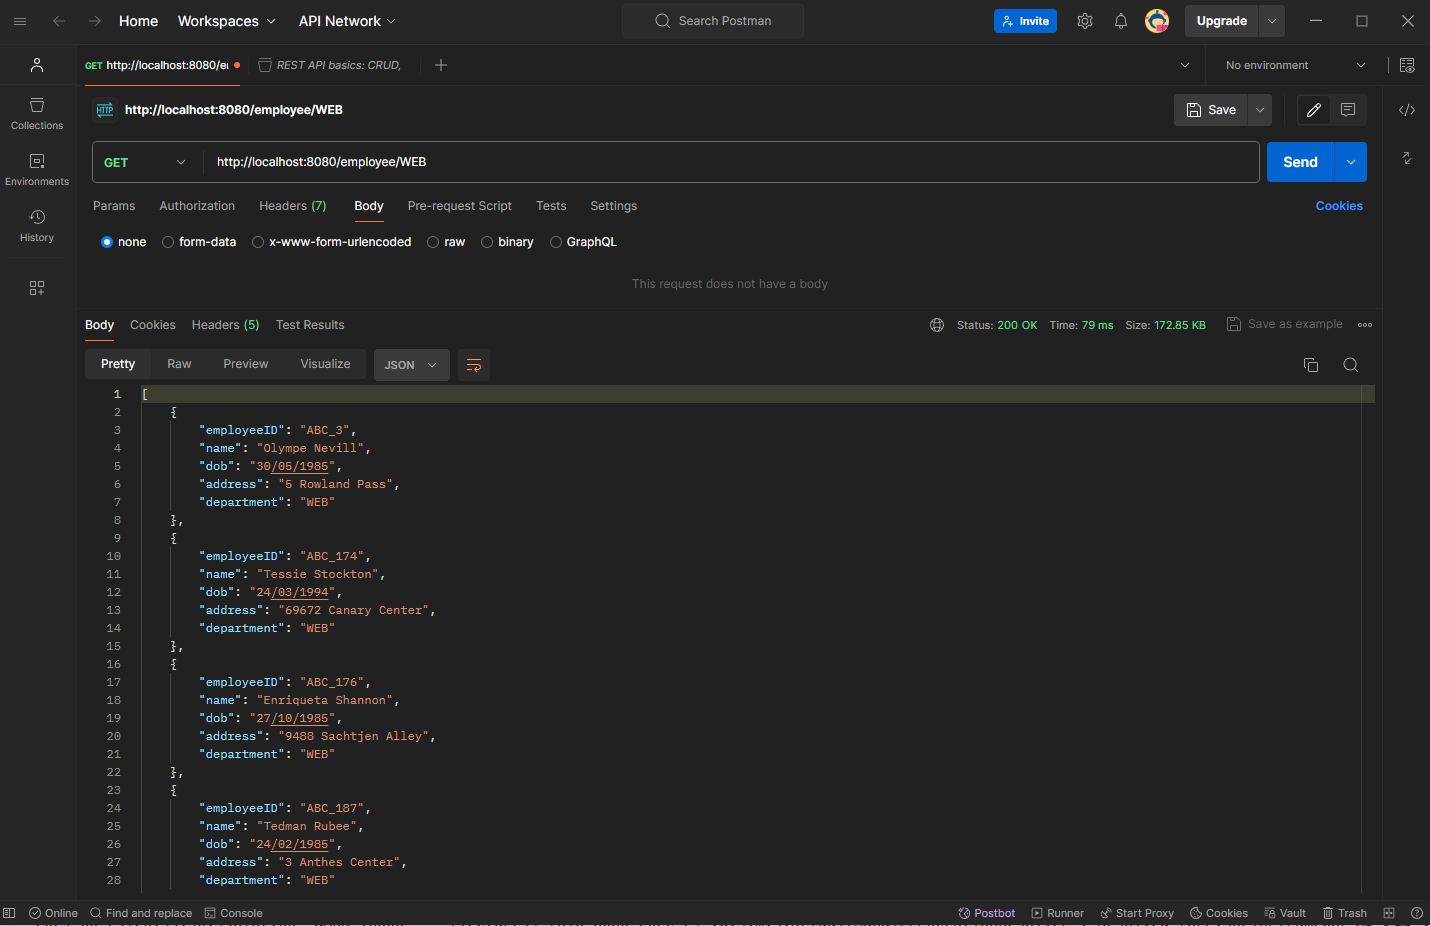 Home Workspaces API Network Search Postman Invite Upgrade
GET http://localhost:8080/e REST API basics: CRUD, No environment
HTTP http://localhost:8080/employee/WEB Save
Collections
GET http://localhost:8080/employee/WEB Send
Environments
Params Authorization Headers (7) Body Pre-request Script Tests Settings Cookies
History
none form-data x-www-form-urlencoded raw binary GraphQL
This request does not have a body
Body Cookies Headers (5) Test Results Status: 200 OK Time: 79 ms Size: 172.85 KB Save as example
Pretty Raw Preview Visualize JSON
1 [
2 {
3 "employeeID": "ABC_3",
4 "name": "Olympe Nevill",
5 "dob": "30/05/1985",
6 "address": "5 Rowland Pass",
7 "department": "WEB"
8 },
9 {
10 "employeeID": "ABC_174",
11 "name": "Tessie Stockton",
12 "dob": "24/03/1994",
13 "address": "69672 Canary Center",
14 "department": "WEB"
15 },
16 {
17 "employeeID": "ABC_176",
18 "name": "Enriqueta Shannon",
19 "dob": "27/10/1985",
20 "address": "9488 Sachtjen Alley",
21 "department": "WEB"
22 },
23 {
24 "employeeID": "ABC_187",
25 "name": "Tedman Rubee",
26 "dob": "24/02/1985",
27 "address": "3 Anthes Center",
28 "department": "WEB"
Online Find and replace Console Postbot Runner Start Proxy Cookies Vault Trash